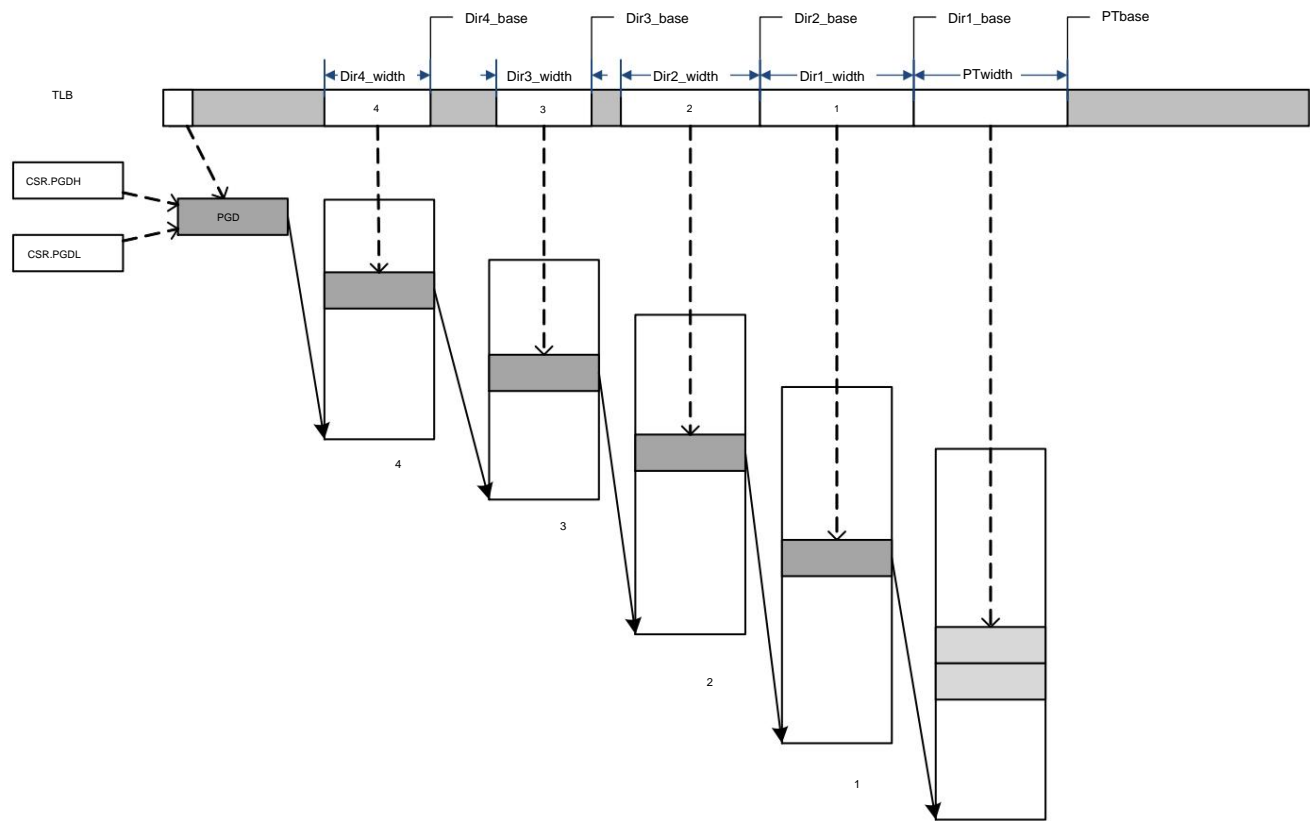 Dir4_base
Dir3_base
Dir2_base
Dir1_base
PTbase
Dir4_width
Dir3_width
Dir2_width
Dir1_width
PTwidth
TLB
4
3
2
1
CSR.PGDH
PGD
CSR.PGDL
4
3
2
1